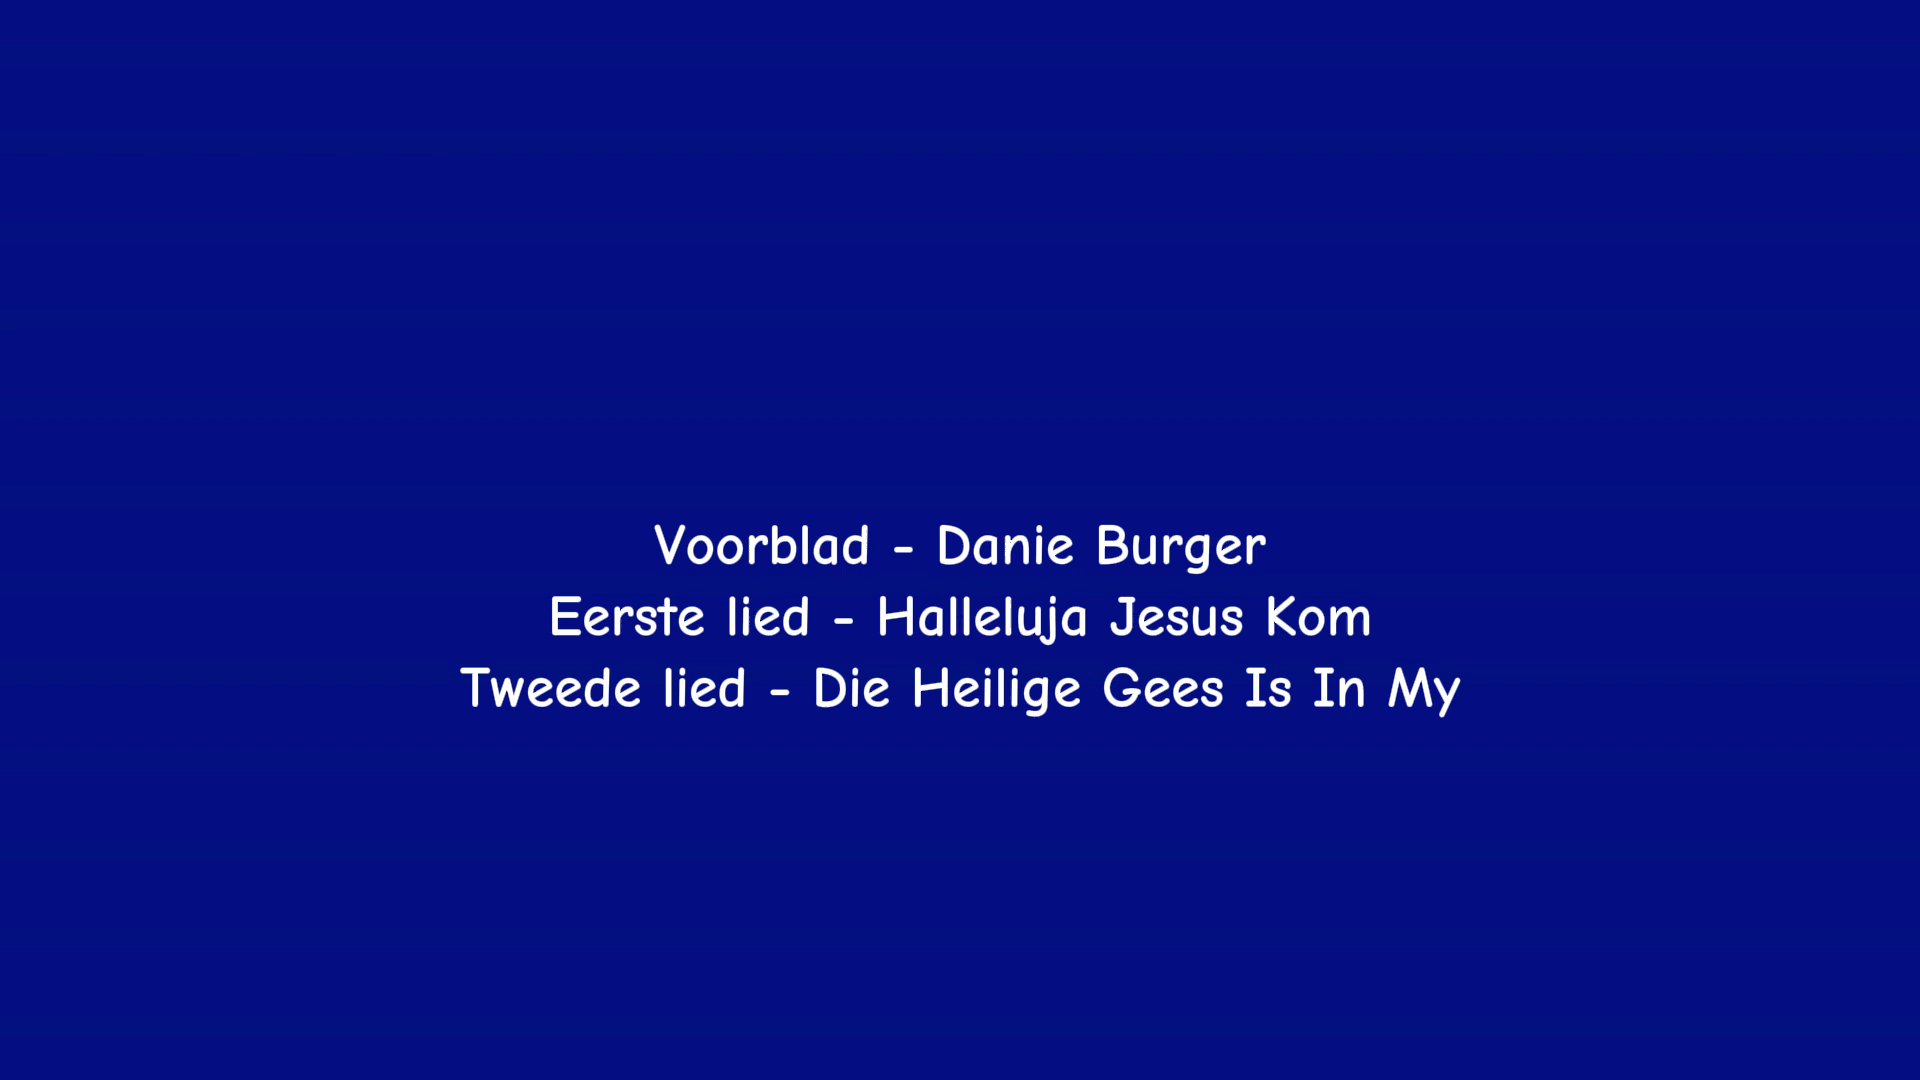 Voorblad - Danie Burger
Eerste lied - Halleluja Jesus Kom
Tweede lied - Die Heilige Gees Is In My